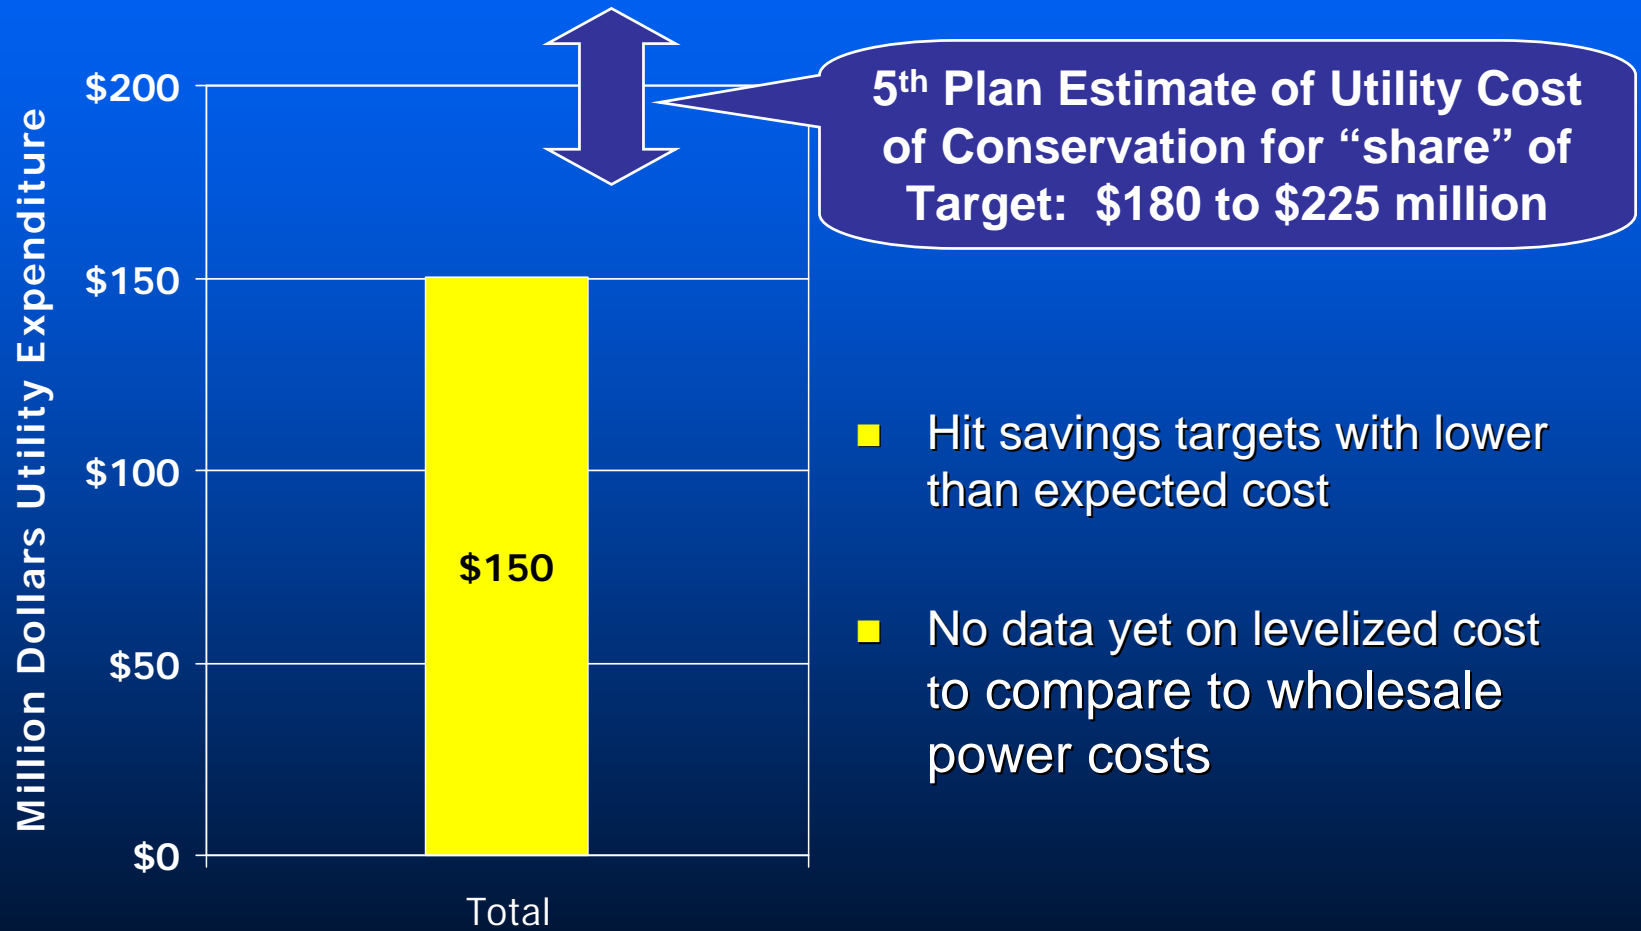 $200
$150
$100
$50
$0
Million Dollars Utility Expenditure
$150
Total
5th Plan Estimate of Utility Cost
of Conservation for “share” of
Target: $180 to $225 million
Hit savings targets with lower
than expected cost
No data yet on levelized cost
to compare to wholesale
power costs